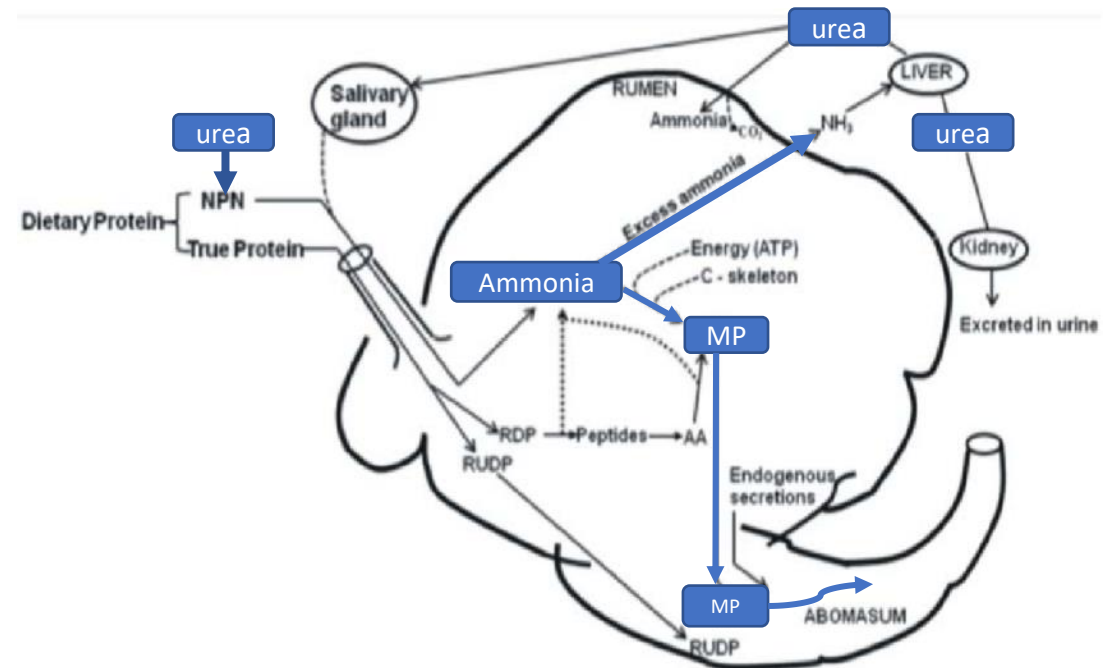 urea
RUMEN
LIVER
Salivary
gland
Ammonia
CO2
NH3
urea
urea
NPN
Dietary Protein
True Protein
Excess ammonia
Energy (ATP)
C - skeleton
Kidney
Ammonia
MP
Excreted in urine
RDP
Peptides
AA
RUDP
Endogenous
secretions
MP
ABOMASUM
RUDP